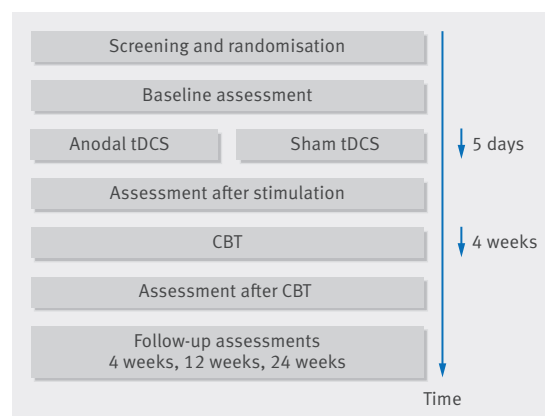 Screening and randomisation
Baseline assessment
Anodal tDCS
Sham tDCS
5 days
Assessment after stimulation
CBT
4 weeks
Assessment after CBT
Follow-up assessments
4 weeks, 12 weeks, 24 weeks
Time